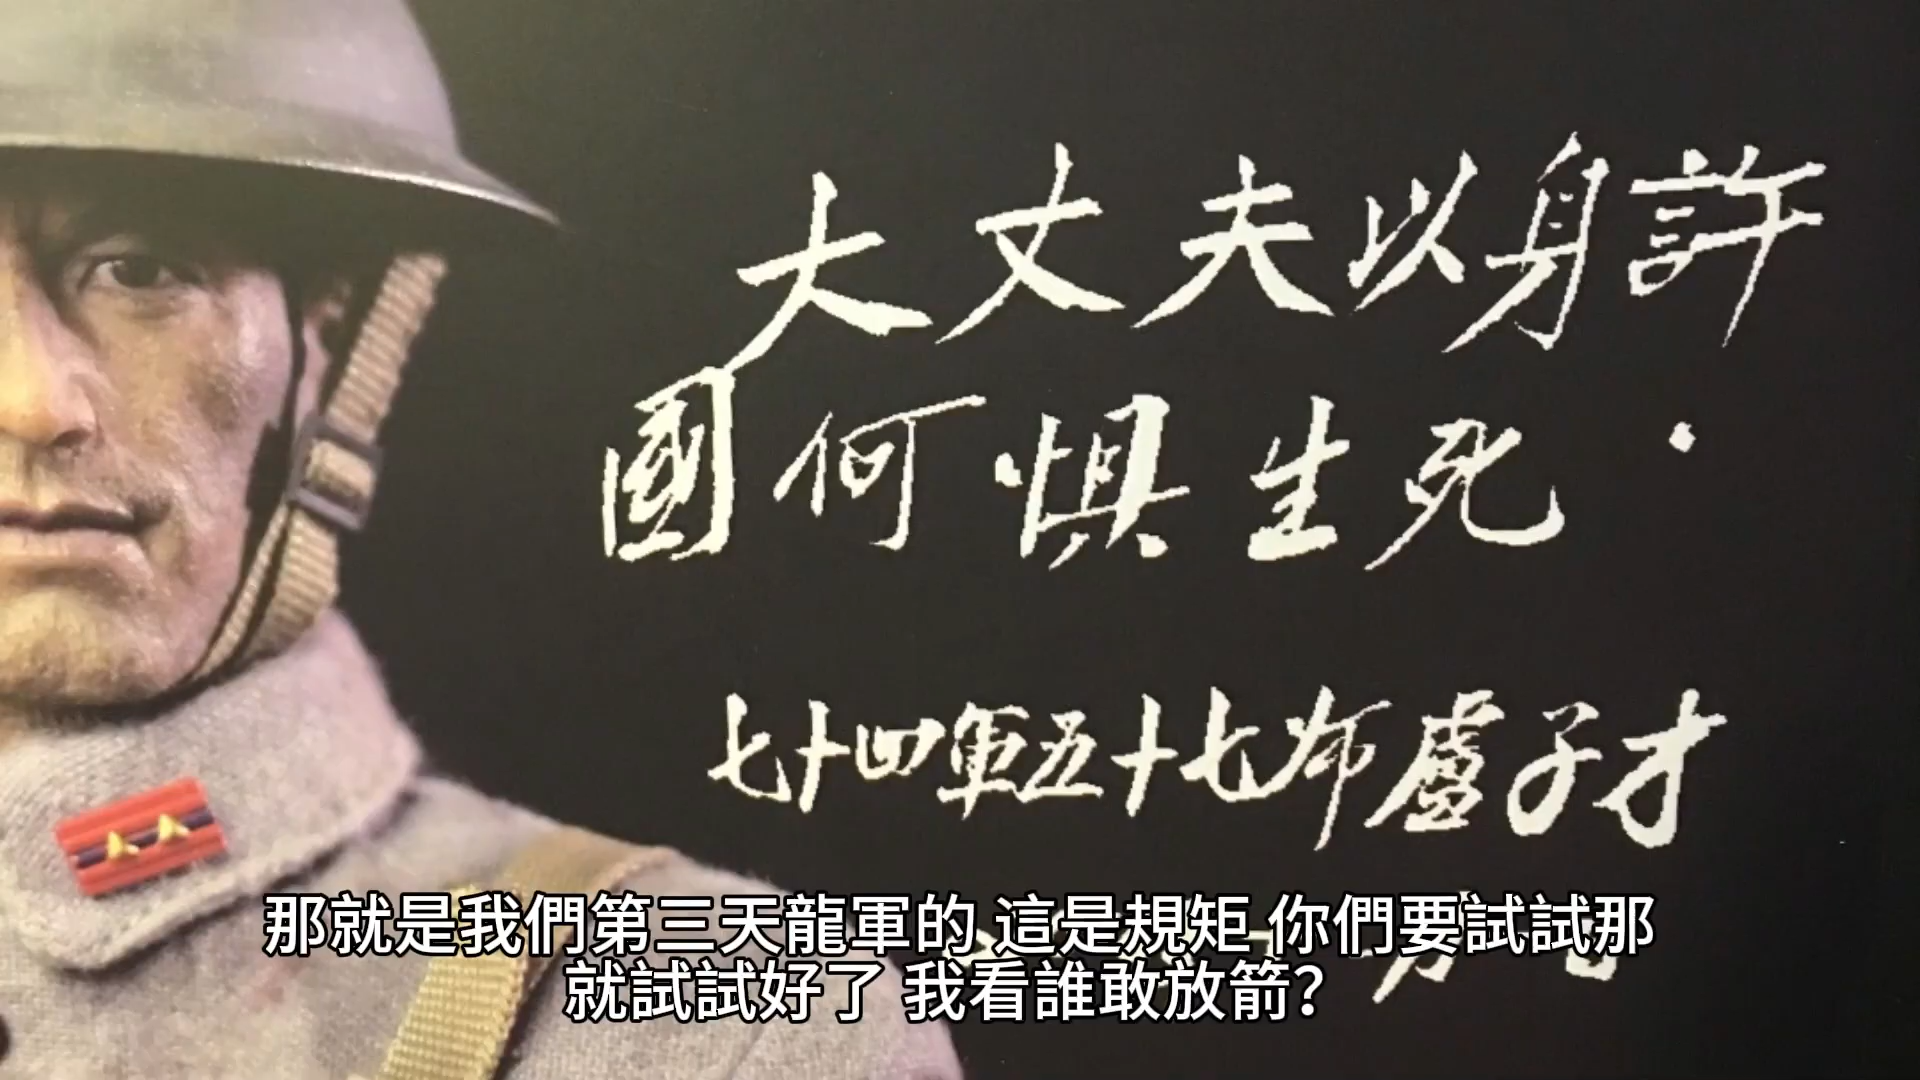 大丈夫以身許
國何懼生死.
七十四軍五十七师盧子才
那就是我們第三天龍軍的 這是規矩 你們要試試那
就試試好了 我看誰敢放箭?